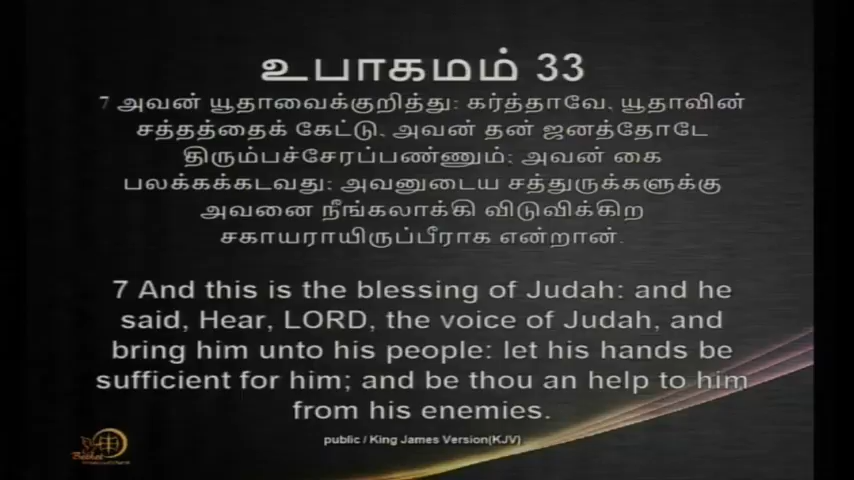 உபாகமம் 33
7 அவன் யூதாவைக்குறித்து: கர்த்தாவே, யூதாவின்
சத்தத்தைக் கேட்டு, அவன் தன் ஜனத்தோடே
திரும்பச்சேரப்பண்ணும்; அவன் கை
பலக்கக்கடவது: அவனுடைய சத்துருக்களுக்கு
அவனை நீங்கலாக்கி விடுவிக்கிற
சகாயராயிருப்பீராக என்றான்.
7 And this is the blessing of Judah: and he
said, Hear, LORD, the voice of Judah, and
bring him unto his people: let his hands be
sufficient for him; and be thou an help to him
from his enemies.
public / King James Version(KJV)